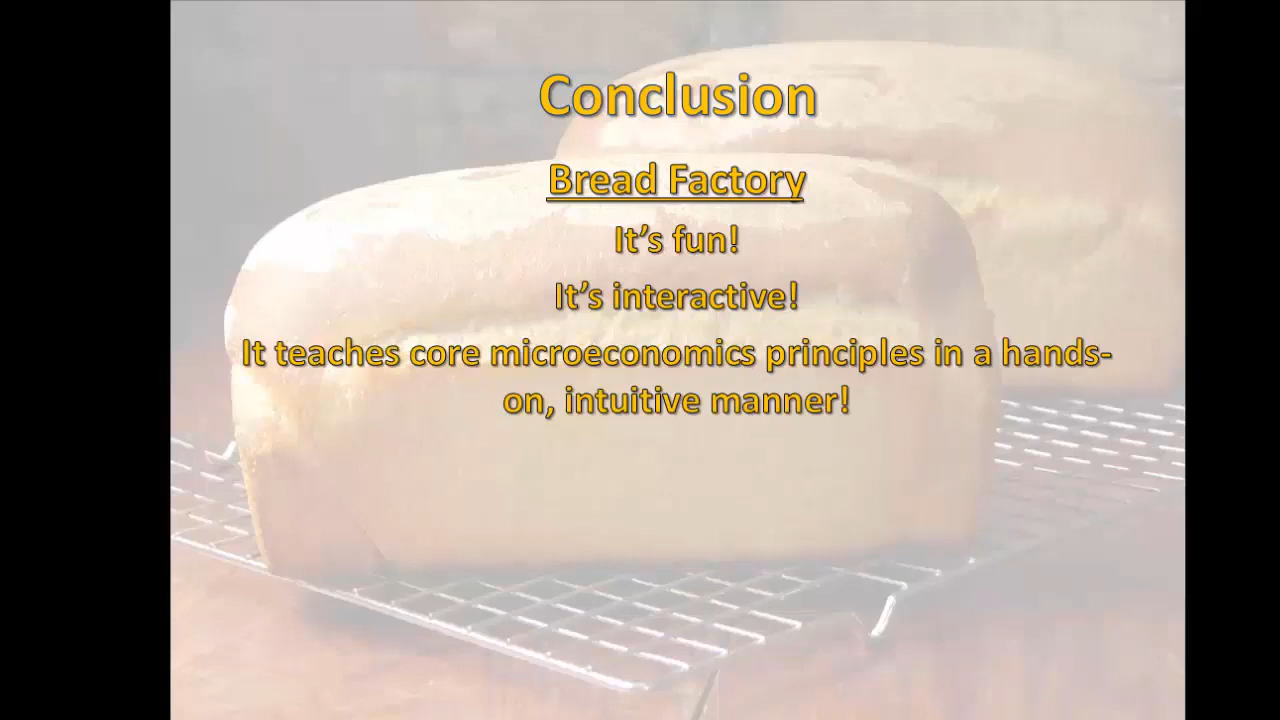 Conclusion
Bread Factory
It’s fun!
It’s interactive!
It teaches core microeconomics principles in a hands-
on, intuitive manner!